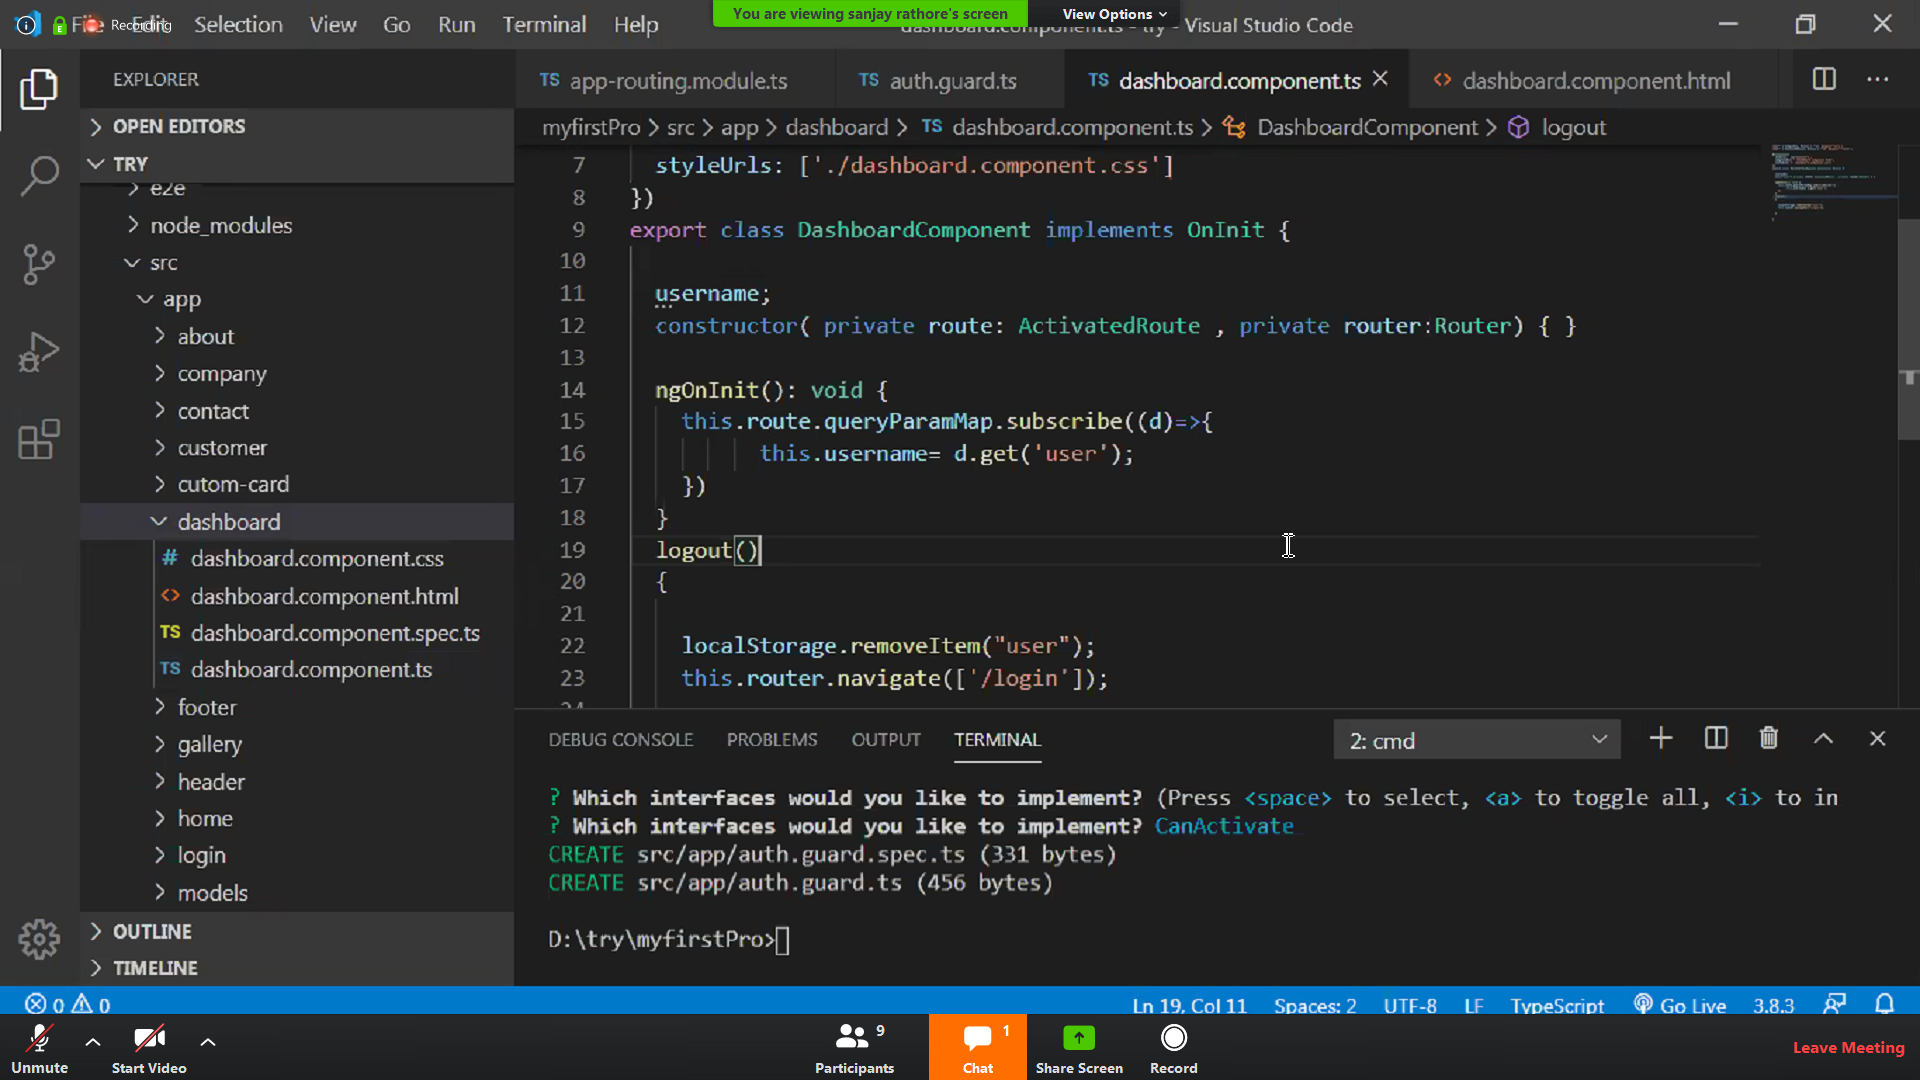 You are viewing sanjay rathore's screen View Options
File Edit Selection View Go Run Terminal Help
Recording
dashboard.component.ts - try - Visual Studio Code
EXPLORER
OPEN EDITORS
TRY
e2e
node_modules
src
app
about
company
contact
customer
cutom-card
dashboard
# dashboard.component.css
<> dashboard.component.html
TS dashboard.component.spec.ts
TS dashboard.component.ts
footer
gallery
header
home
login
models
OUTLINE
TIMELINE
TS app-routing.module.ts TS auth.guard.ts TS dashboard.component.ts <> dashboard.component.html
myfirstPro > src > app > dashboard > TS dashboard.component.ts > DashboardComponent > logout
7 styleUrls: ['./dashboard.component.css']
8 })
9 export class DashboardComponent implements OnInit {
10
11 username;
12 constructor( private route: ActivatedRoute , private router:Router) { }
13
14 ngOnInit(): void {
15 this.route.queryParamMap.subscribe((d)=>{
16 this.username= d.get('user');
17 })
18 }
19 logout()
20 {
21
22 localStorage.removeItem("user");
23 this.router.navigate(['/login']);
DEBUG CONSOLE PROBLEMS OUTPUT TERMINAL 2: cmd
? Which interfaces would you like to implement? (Press <space> to select, <a> to toggle all, <i> to in
? Which interfaces would you like to implement? CanActivate
CREATE src/app/auth.guard.spec.ts (331 bytes)
CREATE src/app/auth.guard.ts (456 bytes)
D:\try\myfirstPro>
0 0 Ln 19, Col 11 Spaces: 2 UTF-8 LF TypeScript Go Live 3.8.3
Unmute Start Video Participants 9 Chat 1 Share Screen Record Leave Meeting